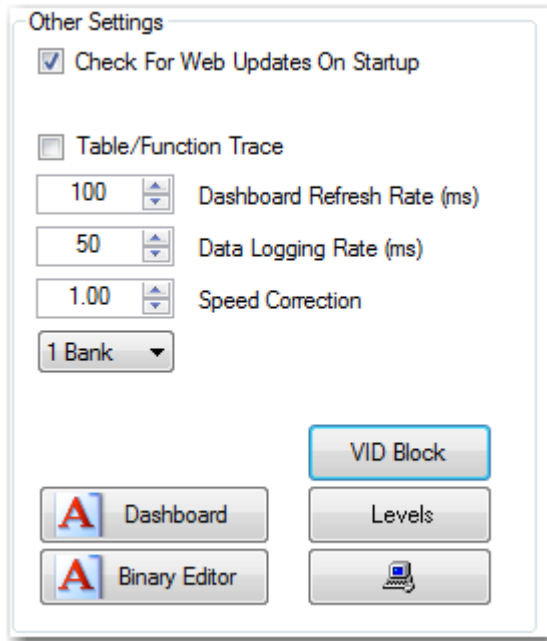 Other Settings
Check For Web Updates On Startup
Table/Function Trace
100 Dashboard Refresh Rate (ms)
50 Data Logging Rate (ms)
1.00 Speed Correction
1 Bank
VID Block
A Dashboard
Levels
A Binary Editor